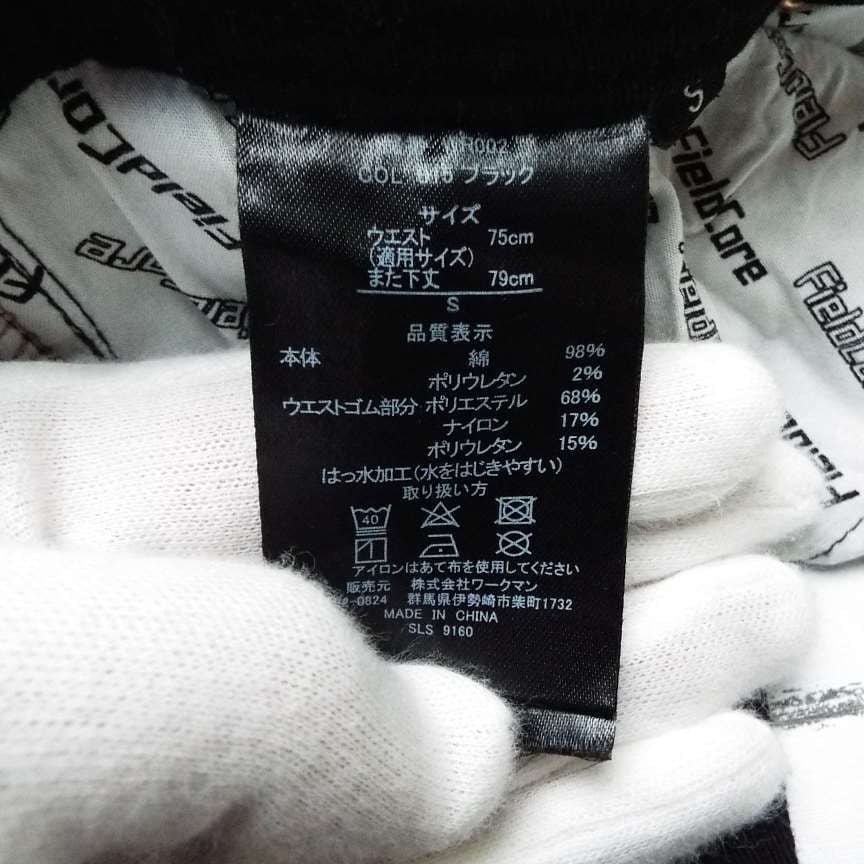 R002
COL. 015 ブラック
サイズ
ウエスト 75cm
(適用サイズ)
また下丈 79cm
S
品質表示
本体 綿 98%
ポリウレタン 2%
ウエストゴム部分 ポリエステル 68%
ナイロン 17%
ポリウレタン 15%
はっ水加工(水をはじきやすい)
取り扱い方
40
アイロンはあて布を使用してください
販売元 株式会社ワークマン
0824 群馬県伊勢崎市柴町1732
MADE IN CHINA
SLS 9160
S
FieldCore
FieldCore
FieldCore